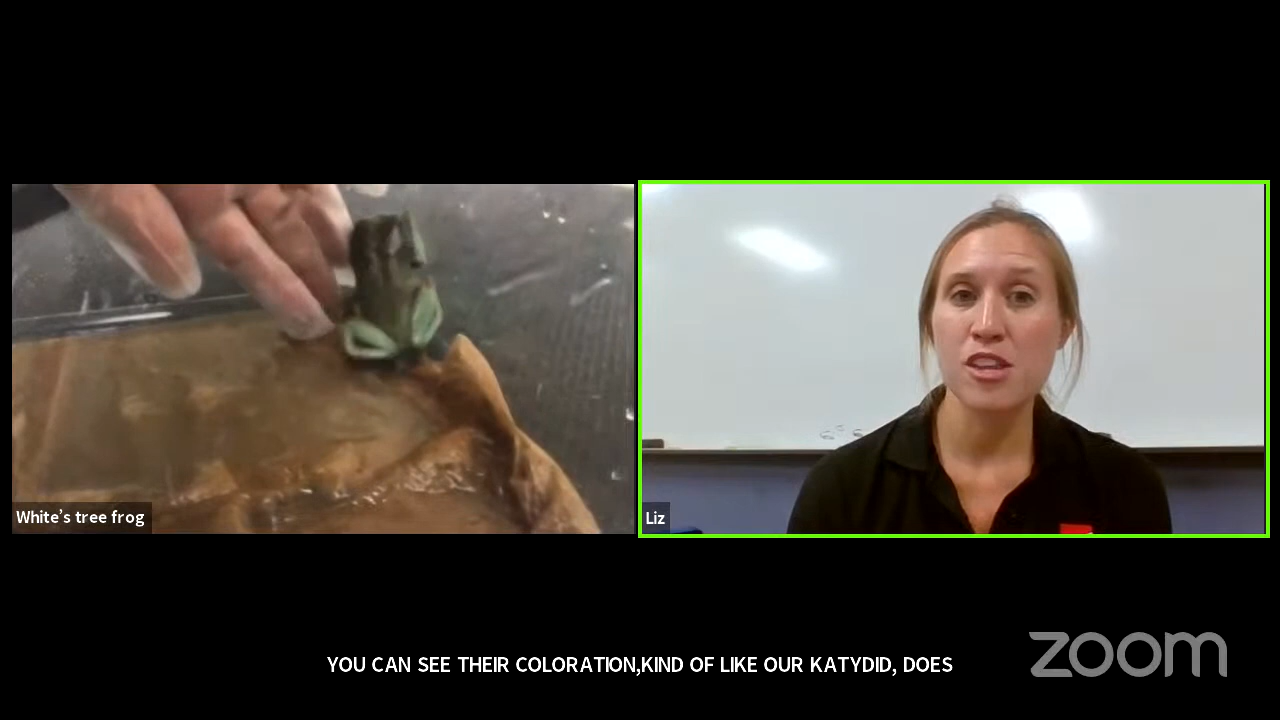 White's tree frog
Liz
YOU CAN SEE THEIR COLORATION,KIND OF LIKE OUR KATYDID, DOES
zoom